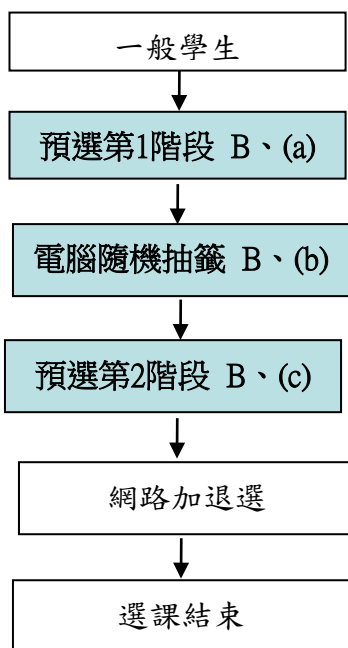 一般學生
預選第1階段 B、(a)
電腦隨機抽籤 B、(b)
預選第2階段 B、(c)
網路加退選
選課結束